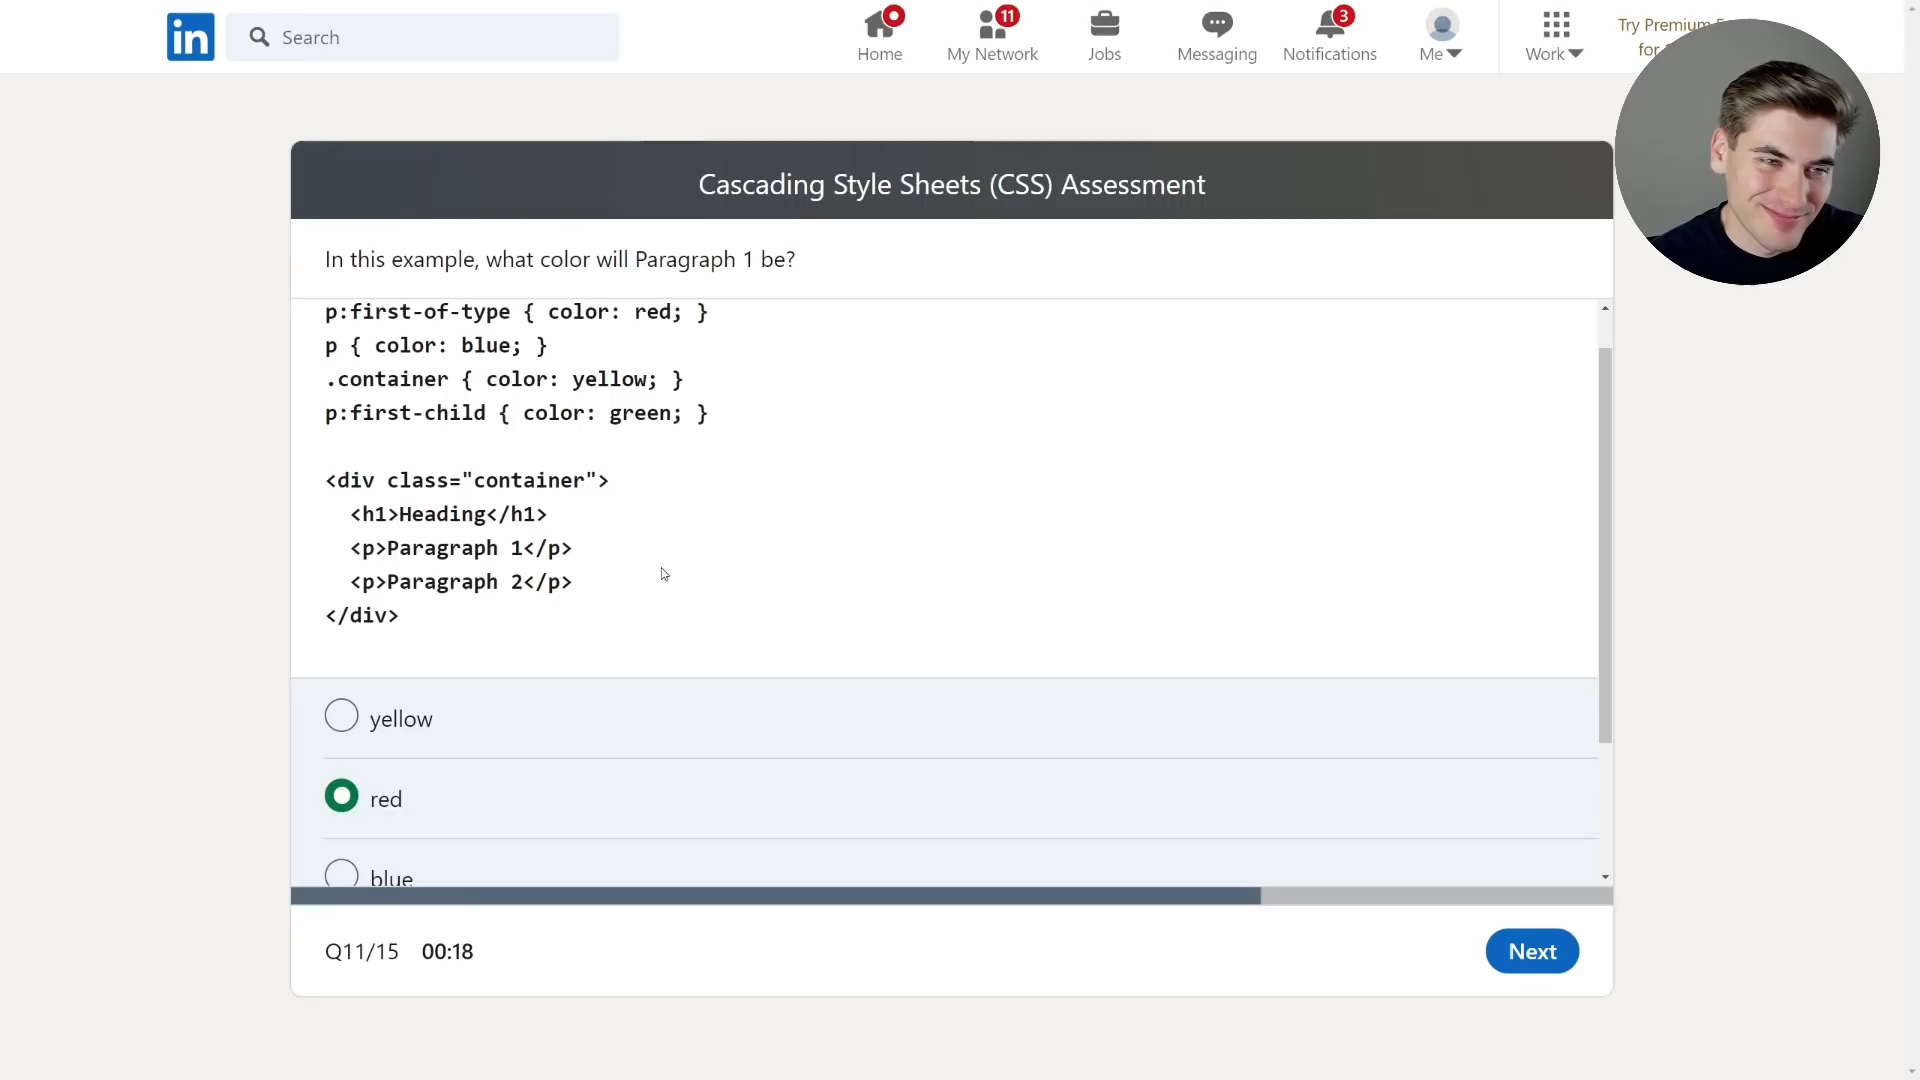 in
Search
Home
11
My Network
Jobs
Messaging
3
Notifications
Me
Work
Try Premium
for
Cascading Style Sheets (CSS) Assessment
In this example, what color will Paragraph 1 be?
p:first-of-type { color: red; }
p { color: blue; }
.container { color: yellow; }
p:first-child { color: green; }
<div class="container">
<h1>Heading</h1>
<p>Paragraph 1</p>
<p>Paragraph 2</p>
</div>
yellow
red
blue
Q11/15 00:18
Next